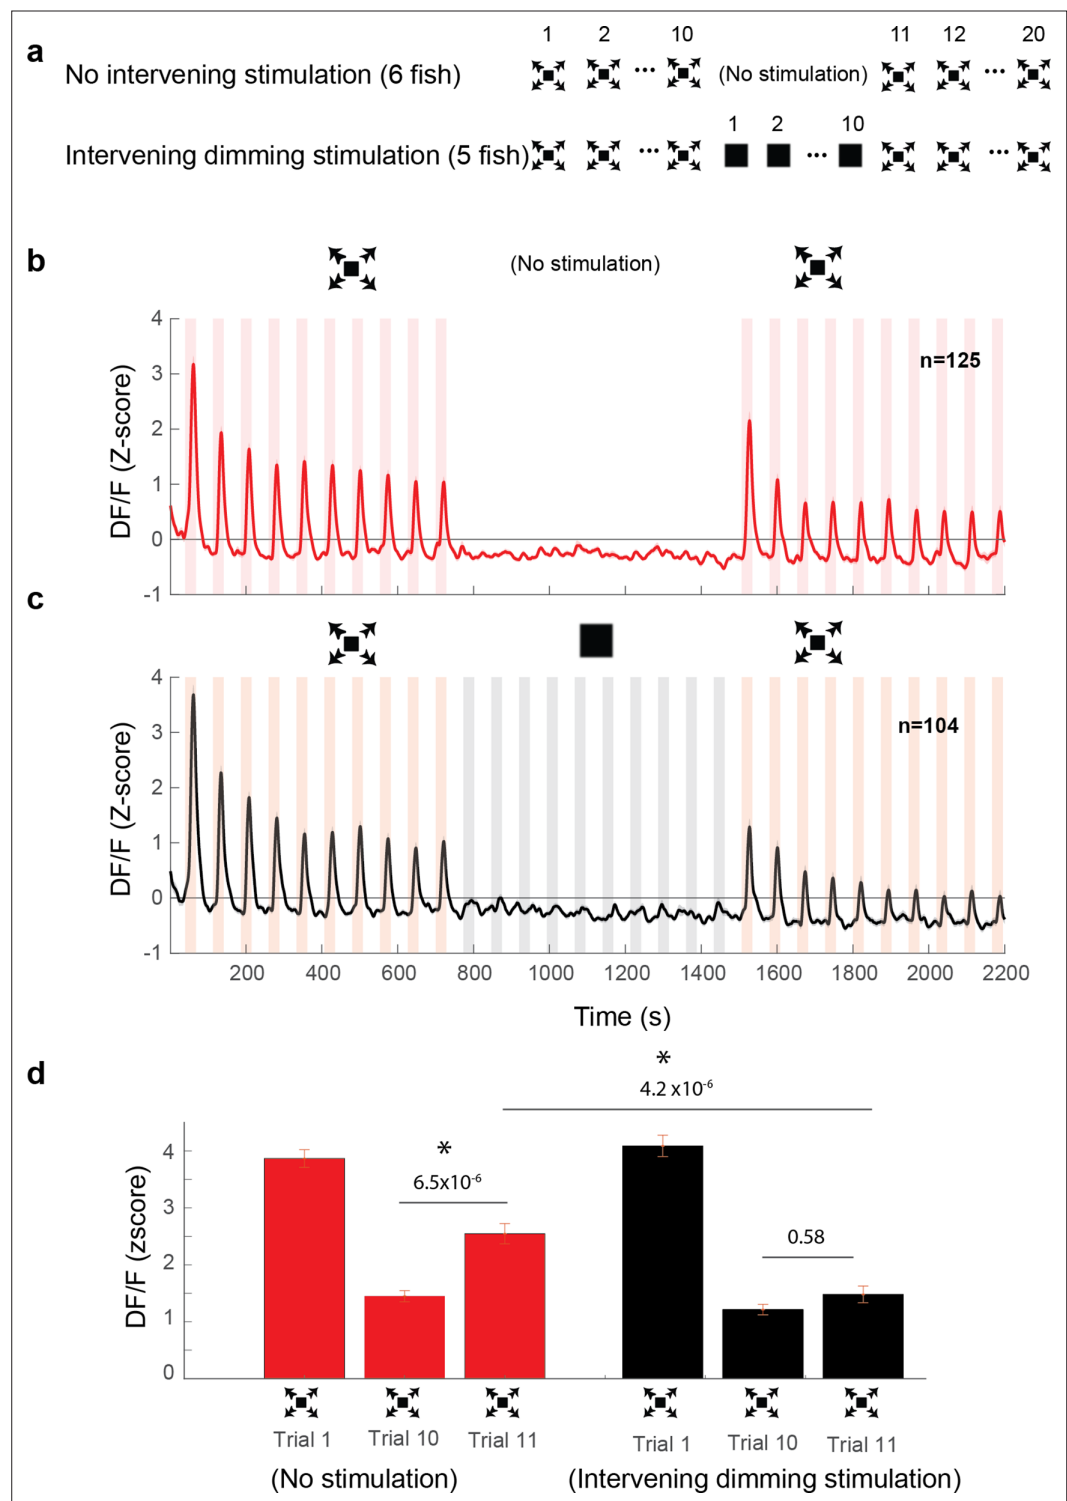 a
1 2 10 11 12 20
No intervening stimulation (6 fish) ••• (No stimulation) •••
1 2 10
Intervening dimming stimulation (5 fish) ••• ••• •••
b
(No stimulation)
4
3
2
1
0
-1
DF/F (Z-score)
n=125
c
4
3
2
1
0
-1
DF/F (Z-score)
n=104
200 400 600 800 1000 1200 1400 1600 1800 2000 2200
Time (s)
d
*
4.2 x10-6
*
6.5x10-6
0.58
4
3
2
1
0
DF/F (zscore)
Trial 1 Trial 10 Trial 11 Trial 1 Trial 10 Trial 11
(No stimulation) (Intervening dimming stimulation)